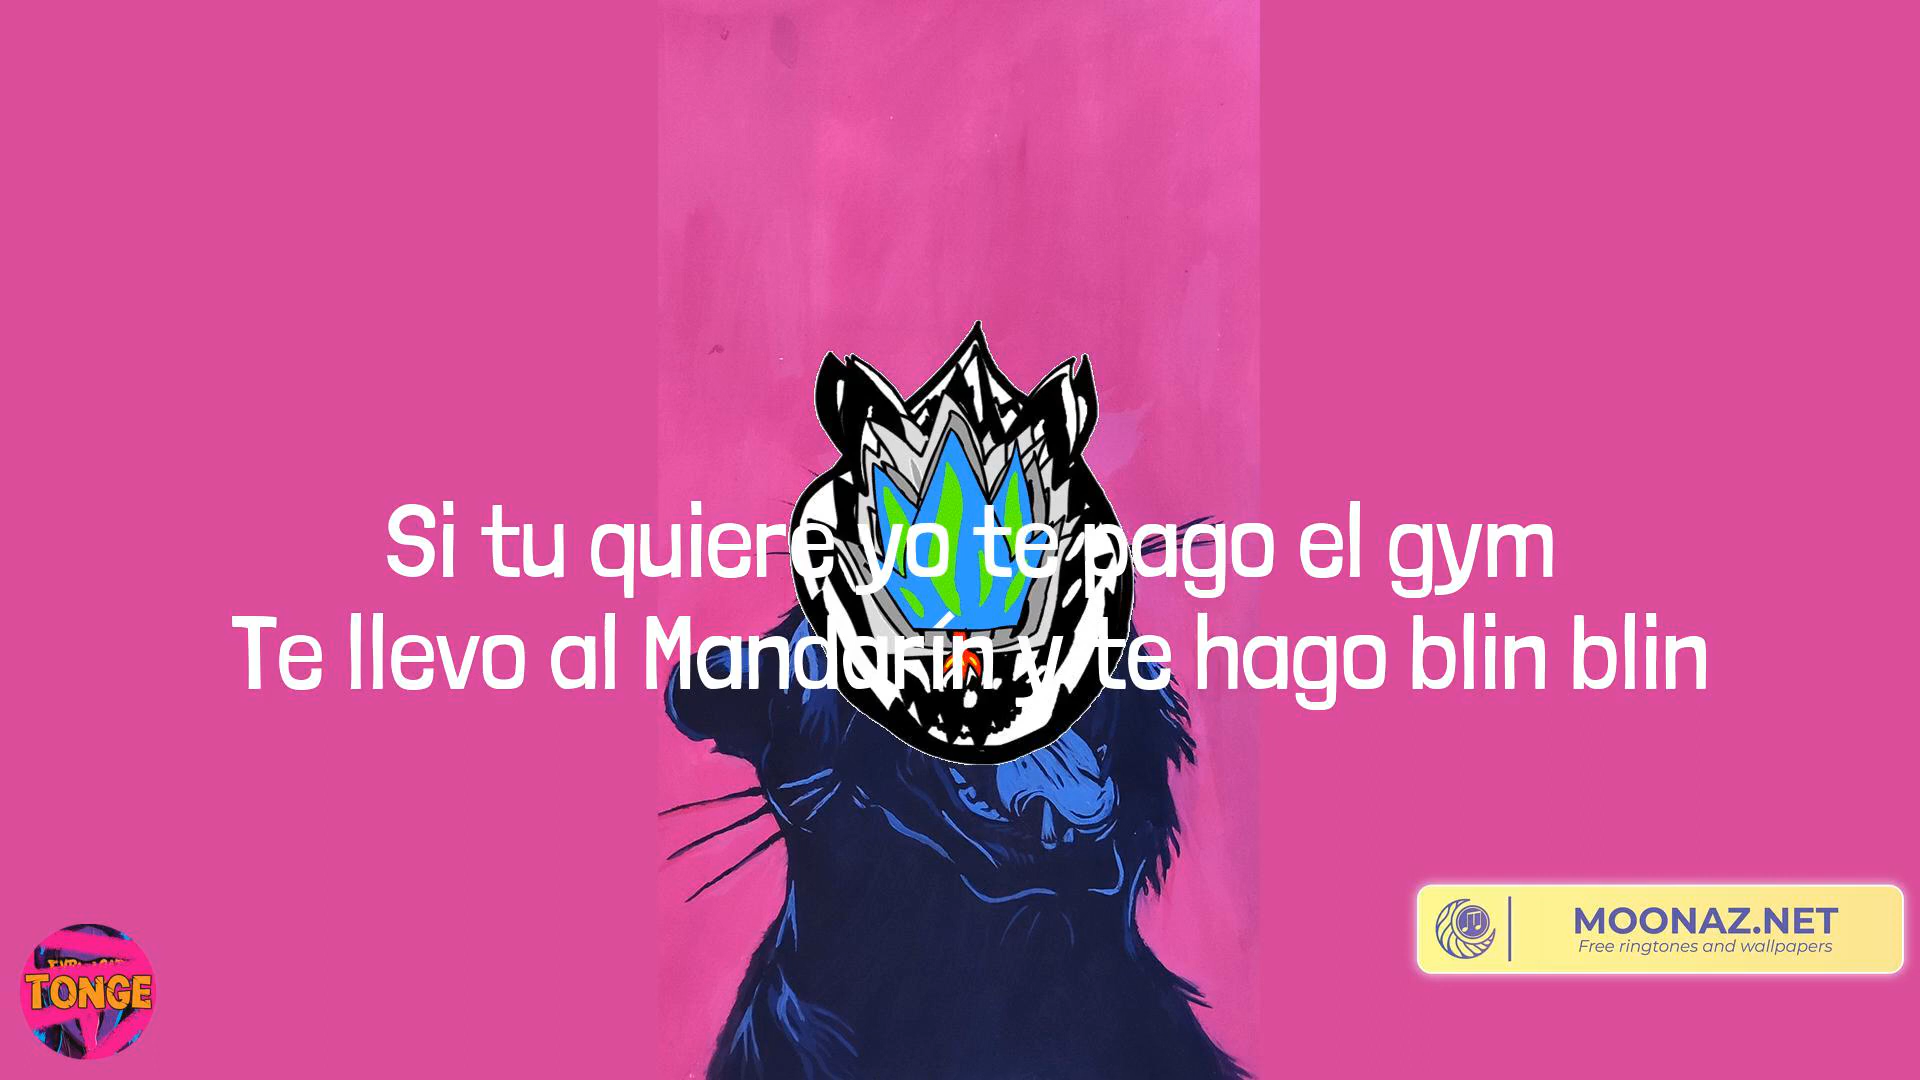 Si tu quiere yo te pago el gym
Te llevo al Mandarin y te hago blin blin
MOONAZ.NET
Free ringtones and wallpapers
TONGE